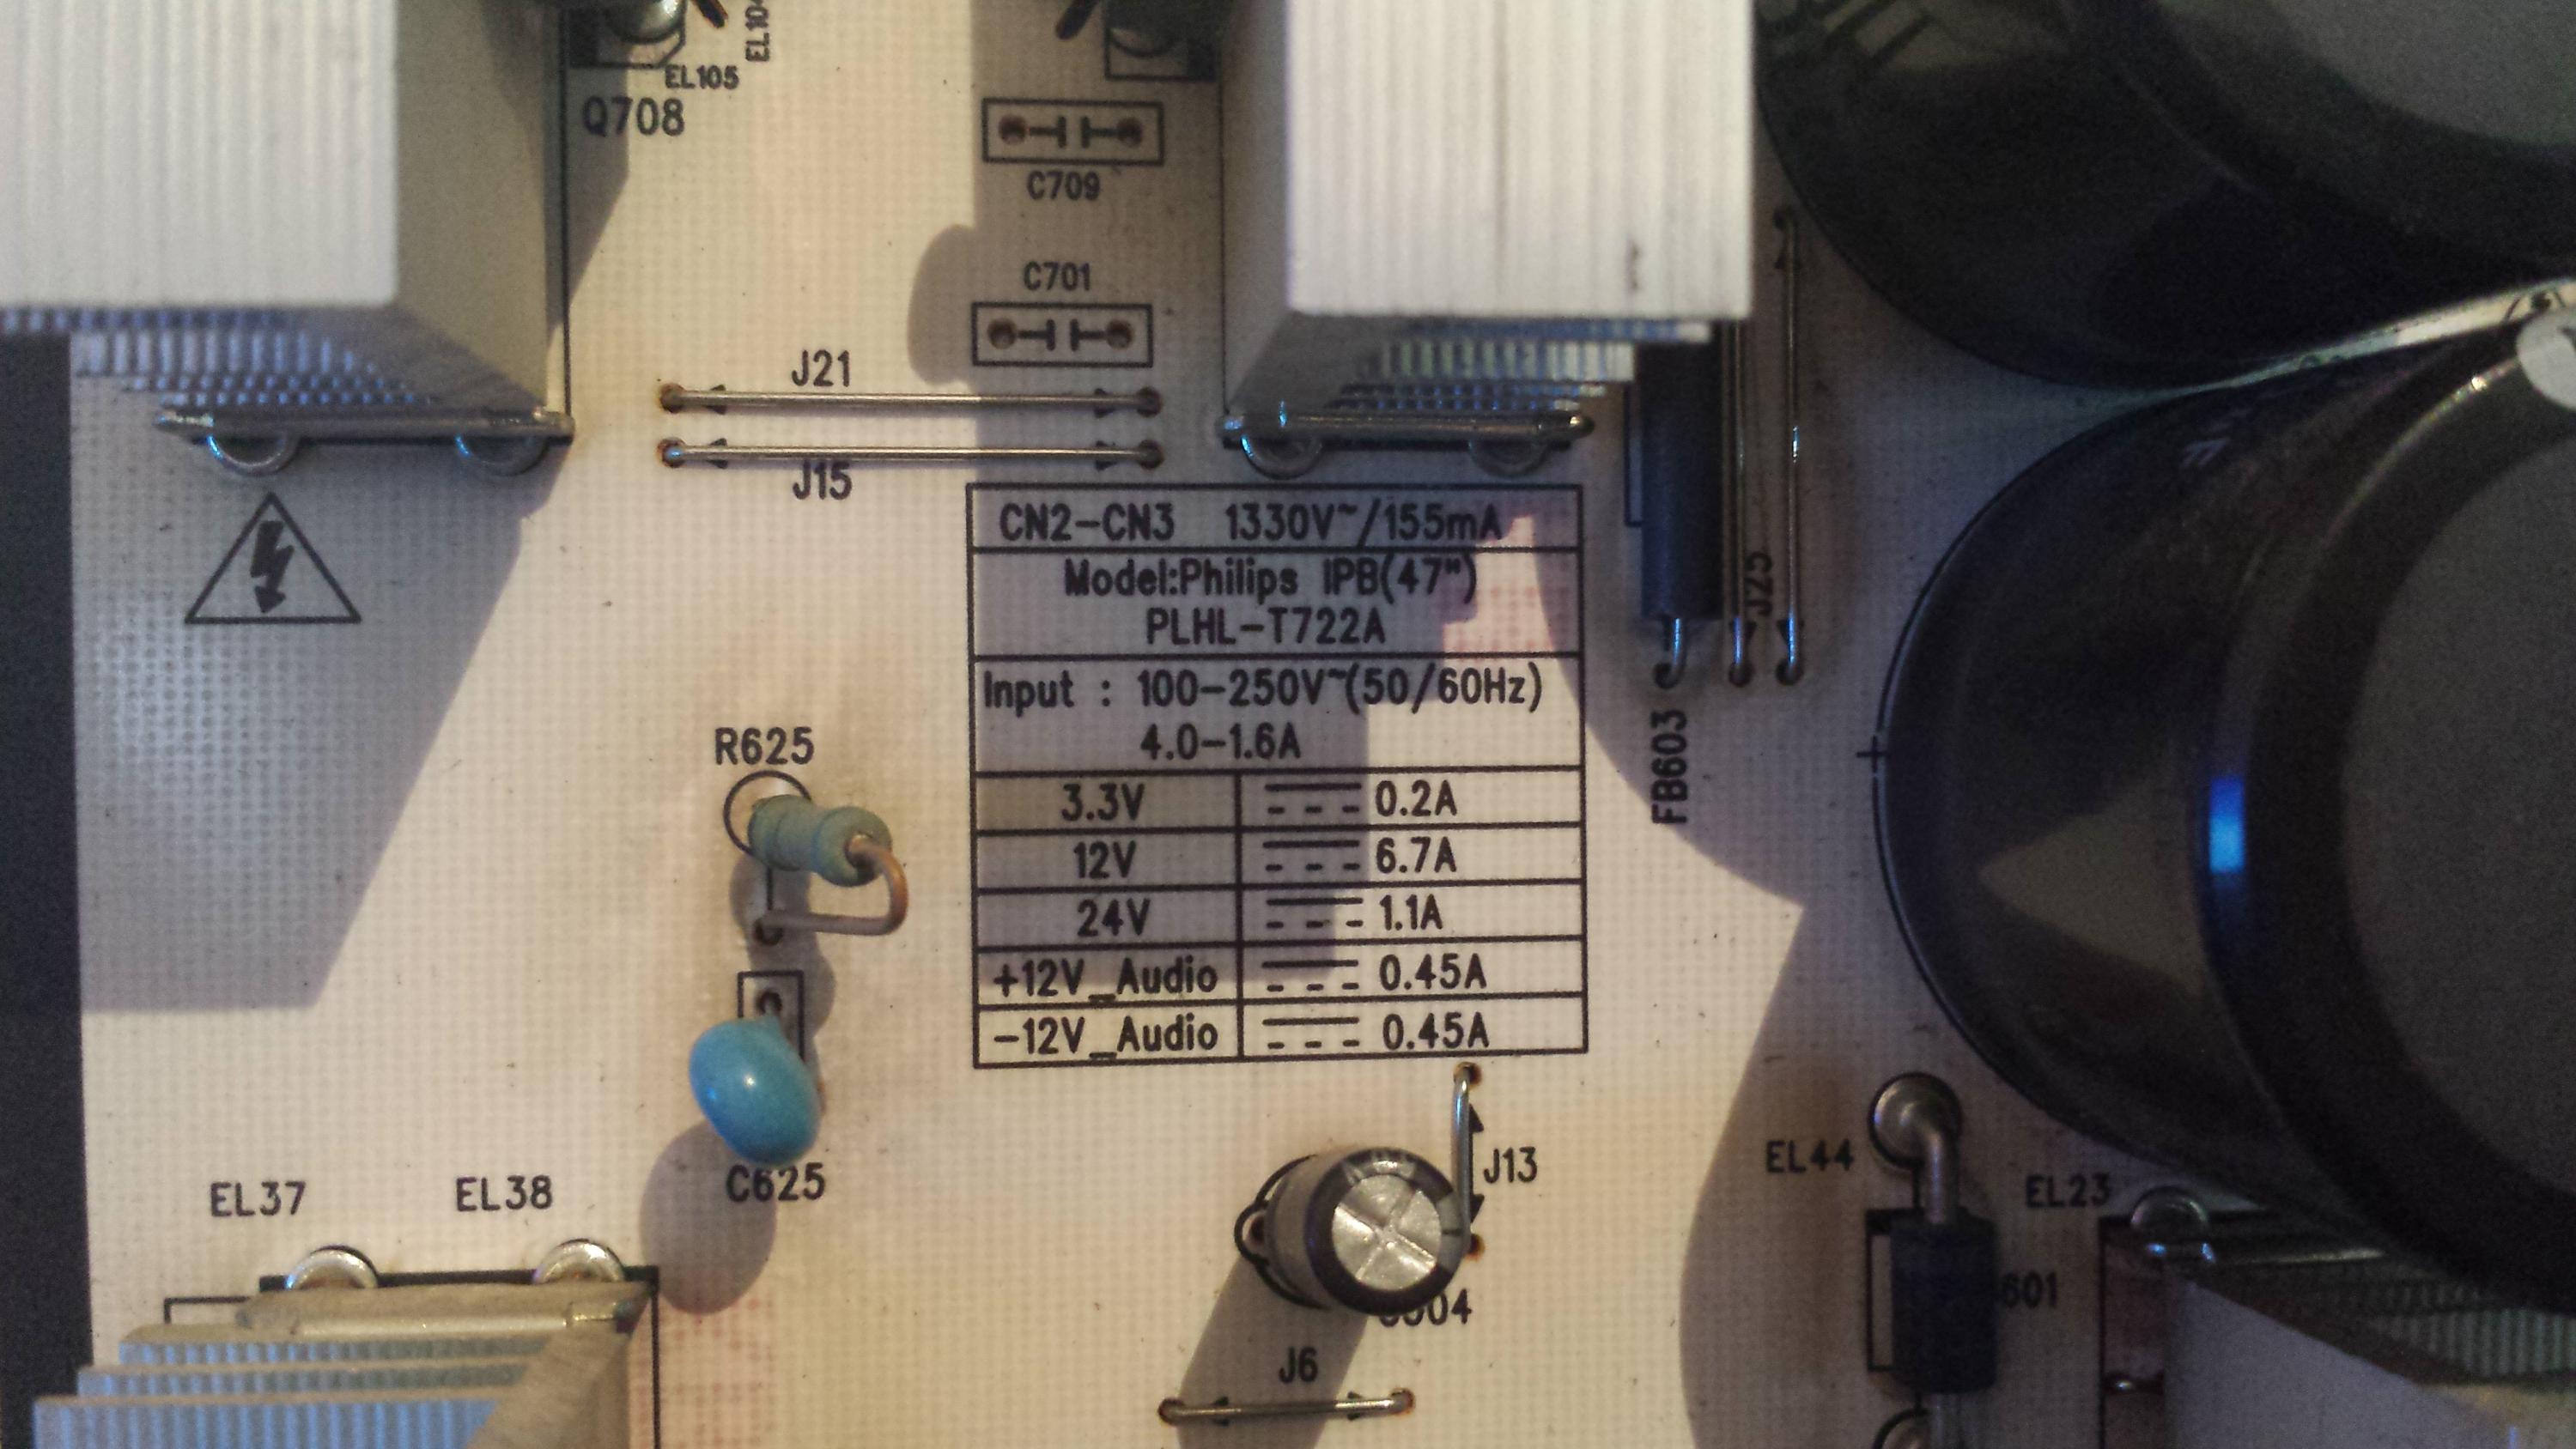 EL104
EL105
Q708
C709
C701
J21
J15
CN2-CN3 1330V~/155mA
Model:Philips IPB(47")
PLHL-T722A
Input : 100-250V~(50/60Hz)
4.0-1.6A
3.3V 0.2A
12V 6.7A
24V 1.1A
+12V_Audio 0.45A
-12V_Audio 0.45A
J25
FB603
R625
C625
EL37
EL38
J13
J6
EL44
EL23
+